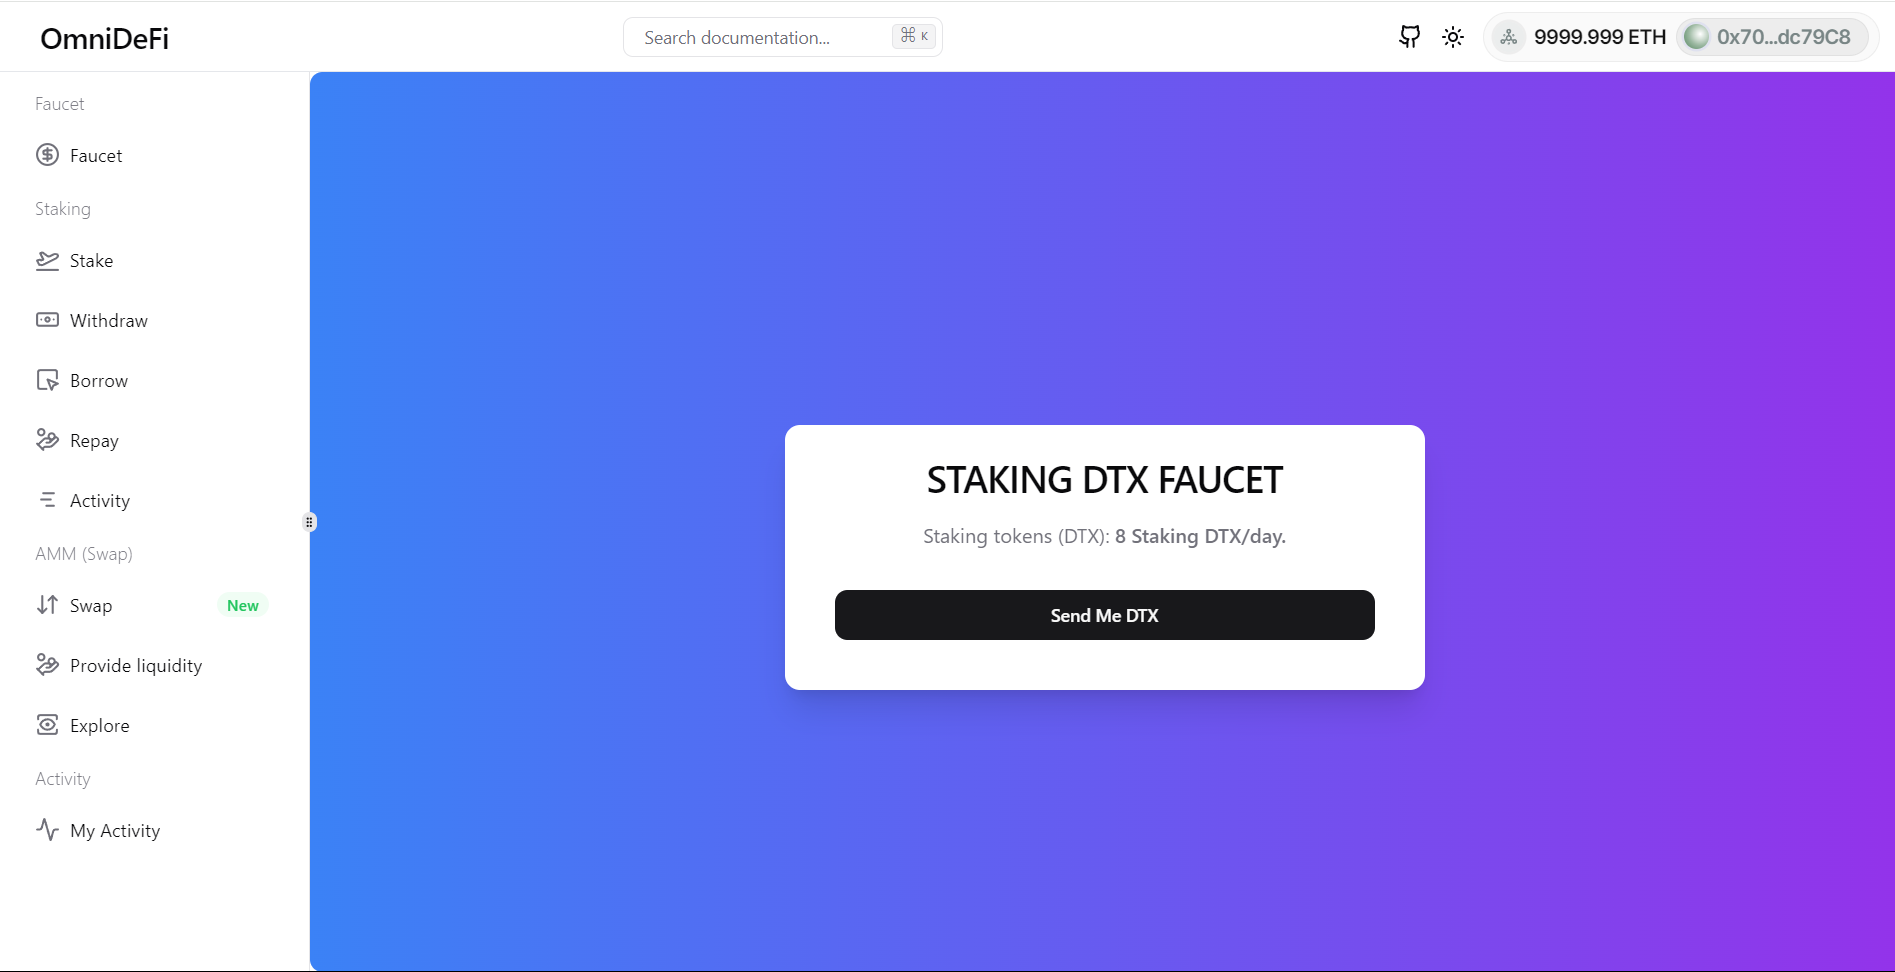 OmniDeFi
Search documentation...
⌘ K
9999.999 ETH
0x70...dc79C8
Faucet
Faucet
Staking
Stake
Withdraw
Borrow
Repay
Activity
AMM (Swap)
Swap
New
Provide liquidity
Explore
Activity
My Activity
STAKING DTX FAUCET
Staking tokens (DTX): 8 Staking DTX/day.
Send Me DTX